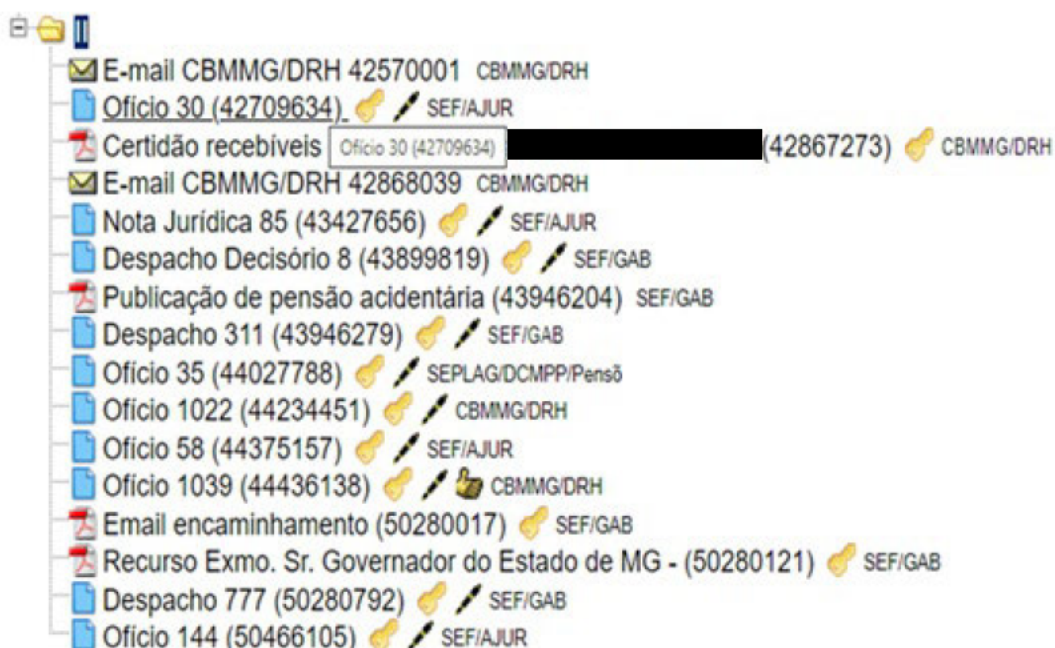 II
E-mail CBMMG/DRH 42570001 CBMMG/DRH
Ofício 30 (42709634) SEF/AJUR
Certidão recebíveis Ofício 30 (42709634) (42867273) CBMMG/DRH
E-mail CBMMG/DRH 42868039 CBMMG/DRH
Nota Jurídica 85 (43427656) SEF/AJUR
Despacho Decisório 8 (43899819) SEF/GAB
Publicação de pensão acidentária (43946204) SEF/GAB
Despacho 311 (43946279) SEF/GAB
Ofício 35 (44027788) SEPLAG/DCMPP/Pensõ
Ofício 1022 (44234451) CBMMG/DRH
Ofício 58 (44375157) SEF/AJUR
Ofício 1039 (44436138) CBMMG/DRH
Email encaminhamento (50280017) SEF/GAB
Recurso Exmo. Sr. Governador do Estado de MG - (50280121) SEF/GAB
Despacho 777 (50280792) SEF/GAB
Ofício 144 (50466105) SEF/AJUR